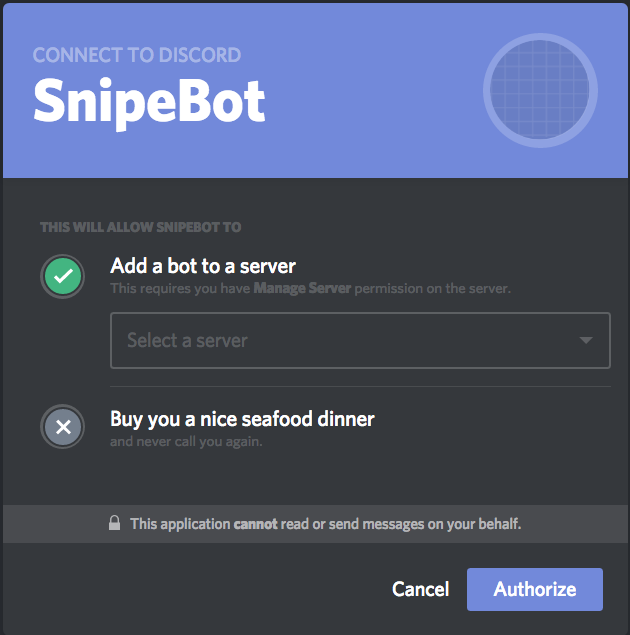 CONNECT TO DISCORD
SnipeBot
THIS WILL ALLOW SNIPEBOT TO
Add a bot to a server
This requires you have Manage Server permission on the server.
Select a server
Buy you a nice seafood dinner
and never call you again.
This application cannot read or send messages on your behalf.
Cancel
Authorize